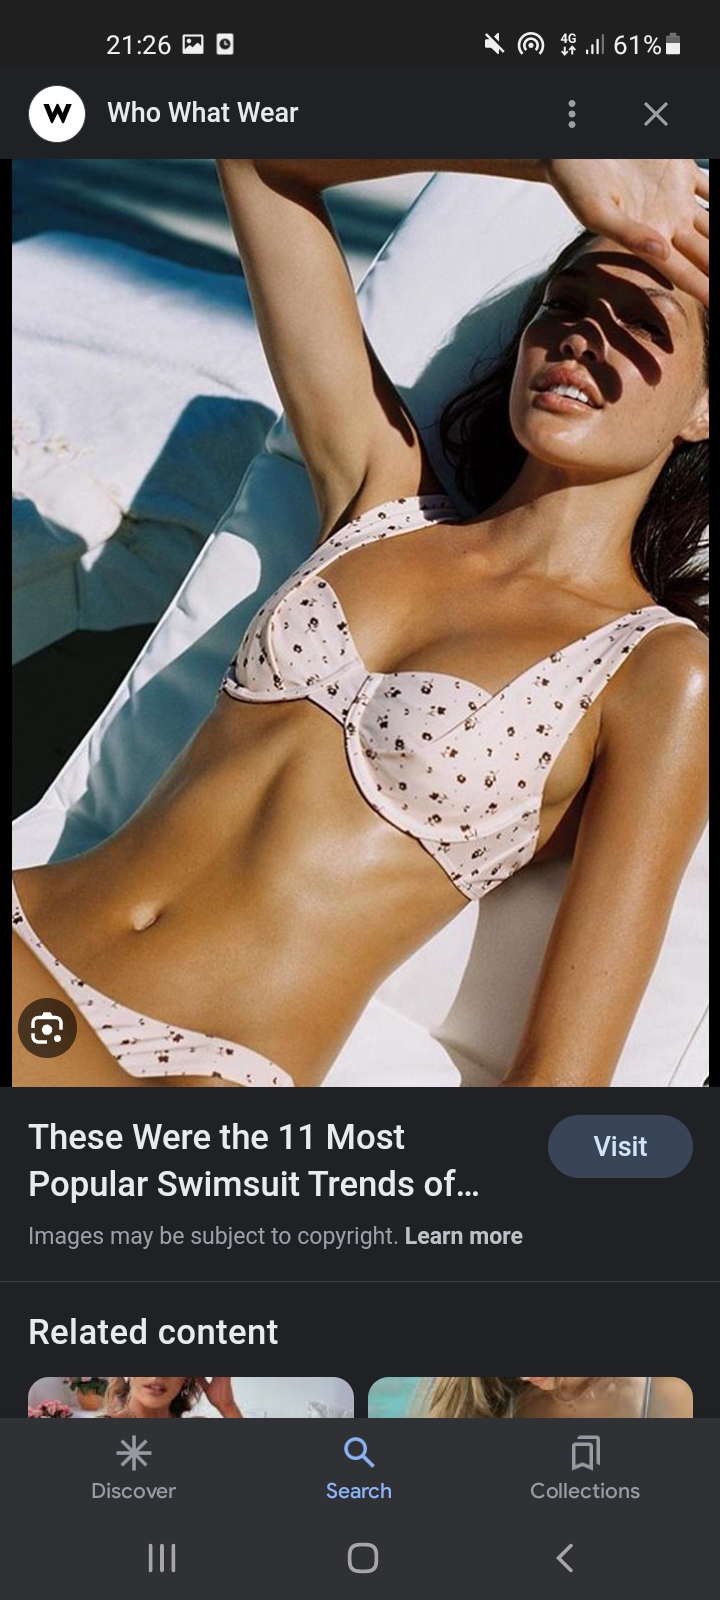 21:26 4G 61%
W Who What Wear
These Were the 11 Most
Popular Swimsuit Trends of...
Visit
Images may be subject to copyright. Learn more
Related content
Discover Search Collections